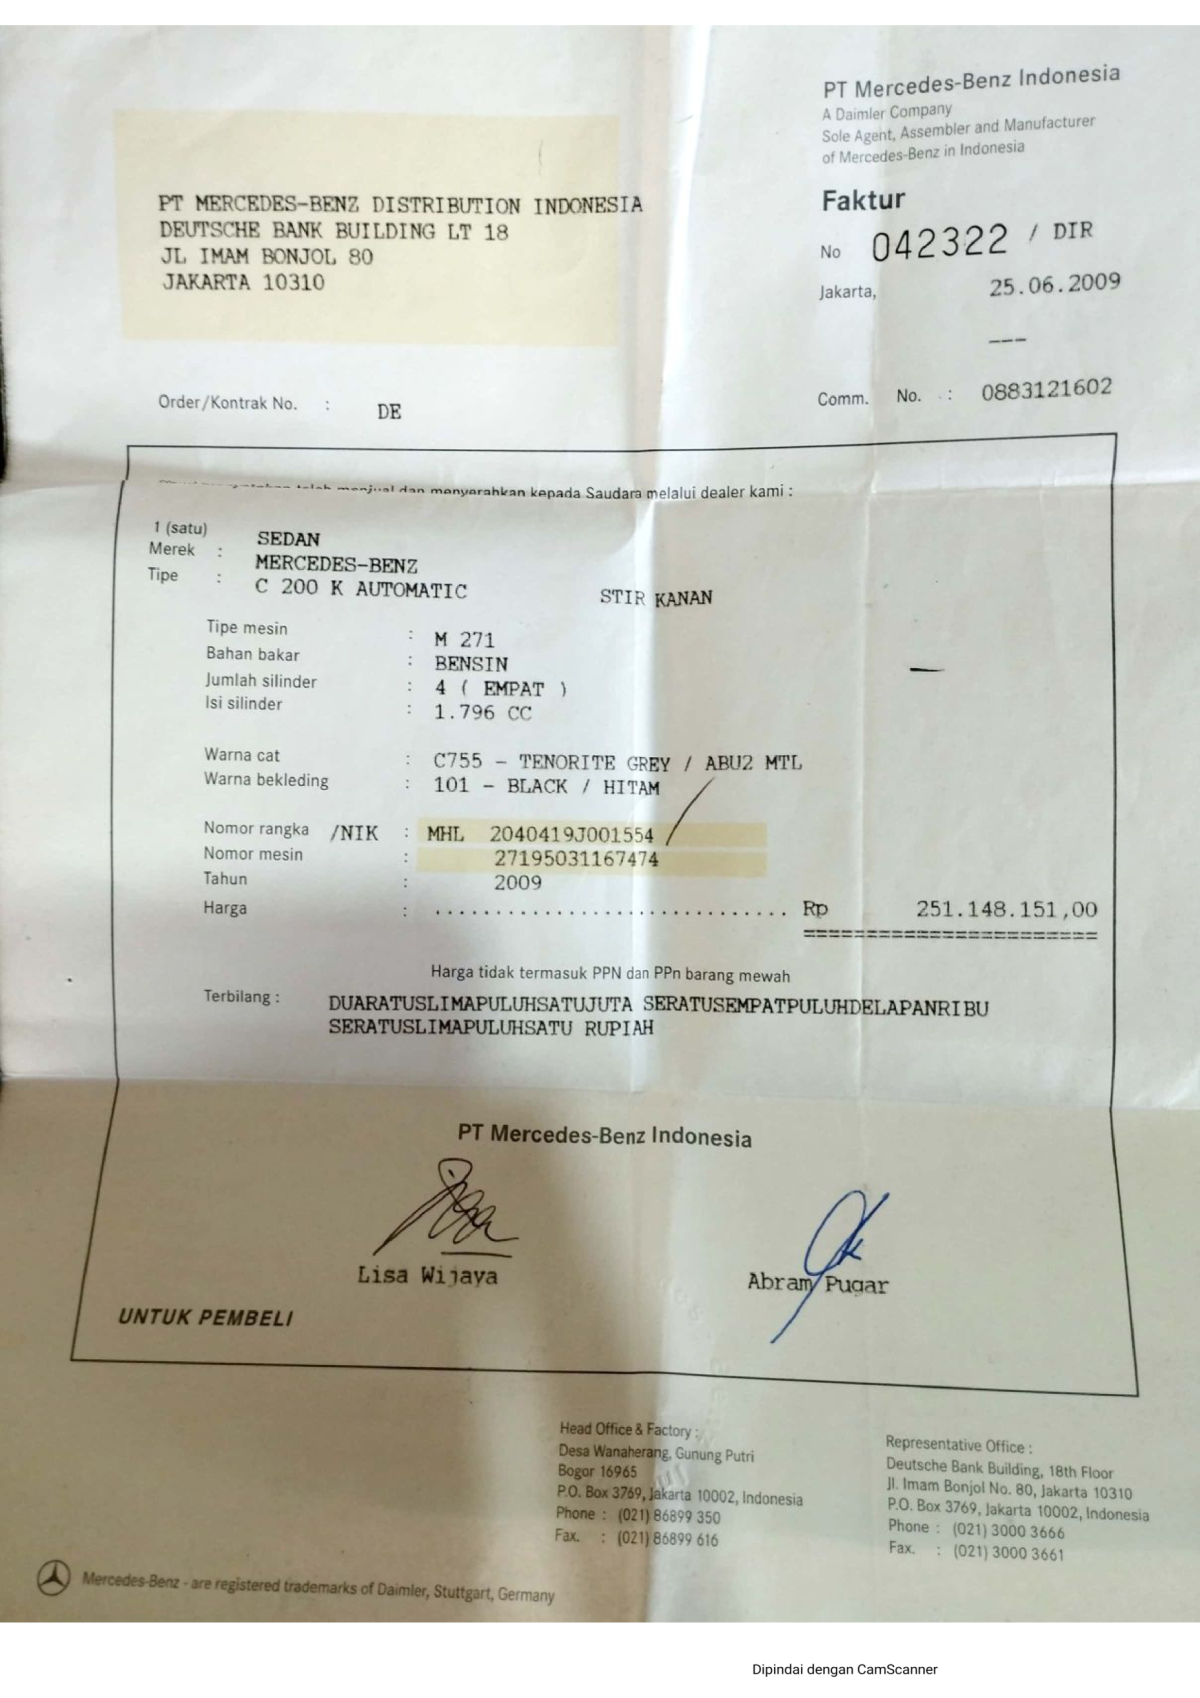 PT Mercedes-Benz Indonesia
A Daimler Company
Sole Agent, Assembler and Manufacturer
of Mercedes-Benz in Indonesia
PT MERCEDES-BENZ DISTRIBUTION INDONESIA
DEUTSCHE BANK BUILDING LT 18
JL IMAM BONJOL 80
JAKARTA 10310
Faktur
No 042322 / DIR
Jakarta, 25.06.2009
---
Order/Kontrak No. : DE
Comm. No. : 0883121602
telah menjual dan menyerahkan kepada Saudara melalui dealer kami :
1 (satu) SEDAN
Merek : MERCEDES-BENZ
Tipe : C 200 K AUTOMATIC STIR KANAN
Tipe mesin : M 271
Bahan bakar : BENSIN
Jumlah silinder : 4 ( EMPAT )
Isi silinder : 1.796 CC
Warna cat : C755 - TENORITE GREY / ABU2 MTL
Warna bekleding : 101 - BLACK / HITAM
Nomor rangka /NIK : MHL 2040419J001554
Nomor mesin : 27195031167474
Tahun : 2009
Harga : .............................. Rp 251.148.151,00
========================
Harga tidak termasuk PPN dan PPn barang mewah
Terbilang : DUARATUSLIMAPULUHSATUJUTA SERATUSEMPATPULUHDELAPANRIBU
SERATUSLIMAPULUHSATU RUPIAH
PT Mercedes-Benz Indonesia
Lisa Wijaya
Abram Pugar
UNTUK PEMBELI
Head Office & Factory :
Desa Wanaherang, Gunung Putri
Bogor 16965
P.O. Box 3769, Jakarta 10002, Indonesia
Phone : (021) 86899 350
Fax. : (021) 86899 616
Representative Office :
Deutsche Bank Building, 18th Floor
Jl. Imam Bonjol No. 80, Jakarta 10310
P.O. Box 3769, Jakarta 10002, Indonesia
Phone : (021) 3000 3666
Fax. : (021) 3000 3661
Mercedes-Benz - are registered trademarks of Daimler, Stuttgart, Germany
Dipindai dengan CamScanner